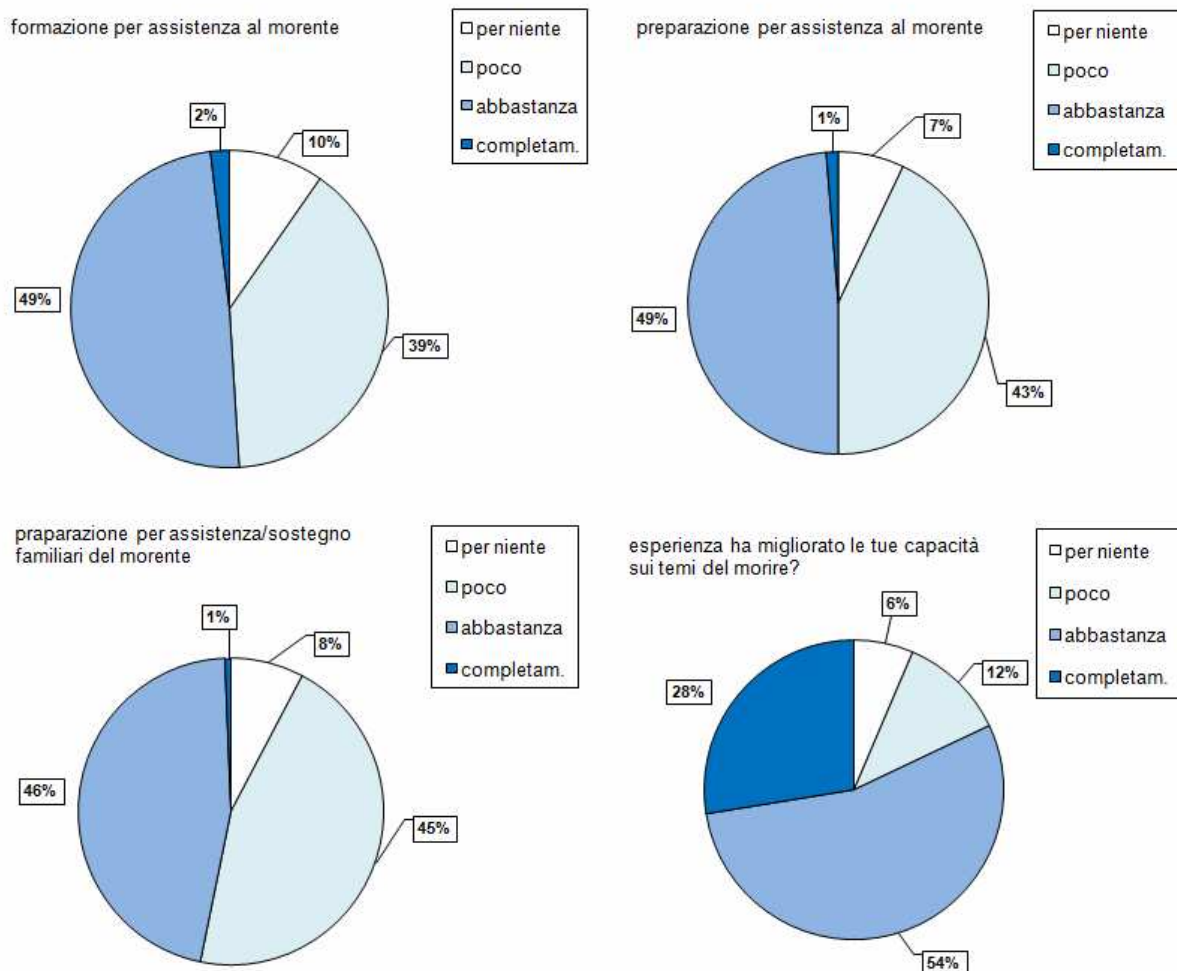 formazione per assistenza al morente
per niente
poco
abbastanza
completam.
2%
10%
49%
39%
preparazione per assistenza al morente
per niente
poco
abbastanza
completam.
1%
7%
49%
43%
praparazione per assistenza/sostegno
familiari del morente
per niente
poco
abbastanza
completam.
1%
8%
46%
45%
esperienza ha migliorato le tue capacità
sui temi del morire?
per niente
poco
abbastanza
completam.
6%
12%
28%
54%